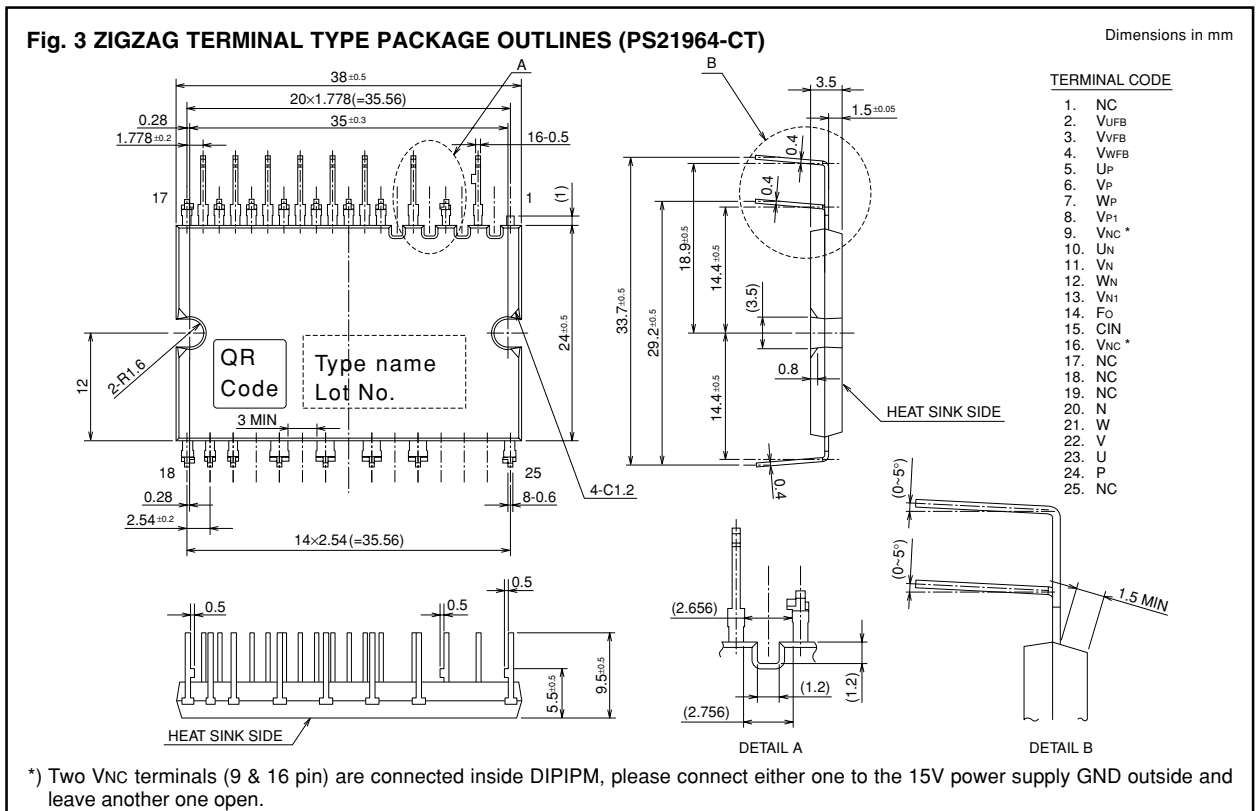 Fig. 3 ZIGZAG TERMINAL TYPE PACKAGE OUTLINES (PS21964-CT)
Dimensions in mm
A
B
38±0.5
20×1.778(=35.56)
35±0.3
0.28
1.778±0.2
16-0.5
17
1
(1)
24±0.5
12
2-R1.6
QR
Code
Type name
Lot No.
3 MIN
18
25
0.28
2.54±0.2
4-C1.2
8-0.6
14×2.54(=35.56)
3.5
1.5±0.05
0.4
0.4
33.7±0.5
29.2±0.5
18.9±0.5
14.4±0.5
(3.5)
0.8
14.4±0.5
0.4
HEAT SINK SIDE
TERMINAL CODE
1. NC
2. VUFB
3. VVFB
4. VWFB
5. UP
6. VP
7. WP
8. VP1
9. VNC *
10. UN
11. VN
12. WN
13. VN1
14. FO
15. CIN
16. VNC *
17. NC
18. NC
19. NC
20. N
21. W
22. V
23. U
24. P
25. NC
0.5
0.5
0.5
5.5±0.5
9.5±0.5
HEAT SINK SIDE
(2.656)
(1.2)
(1.2)
(2.756)
DETAIL A
(0~5°)
(0~5°)
1.5 MIN
DETAIL B
*) Two VNC terminals (9 & 16 pin) are connected inside DIPIPM, please connect either one to the 15V power supply GND outside and
leave another one open.